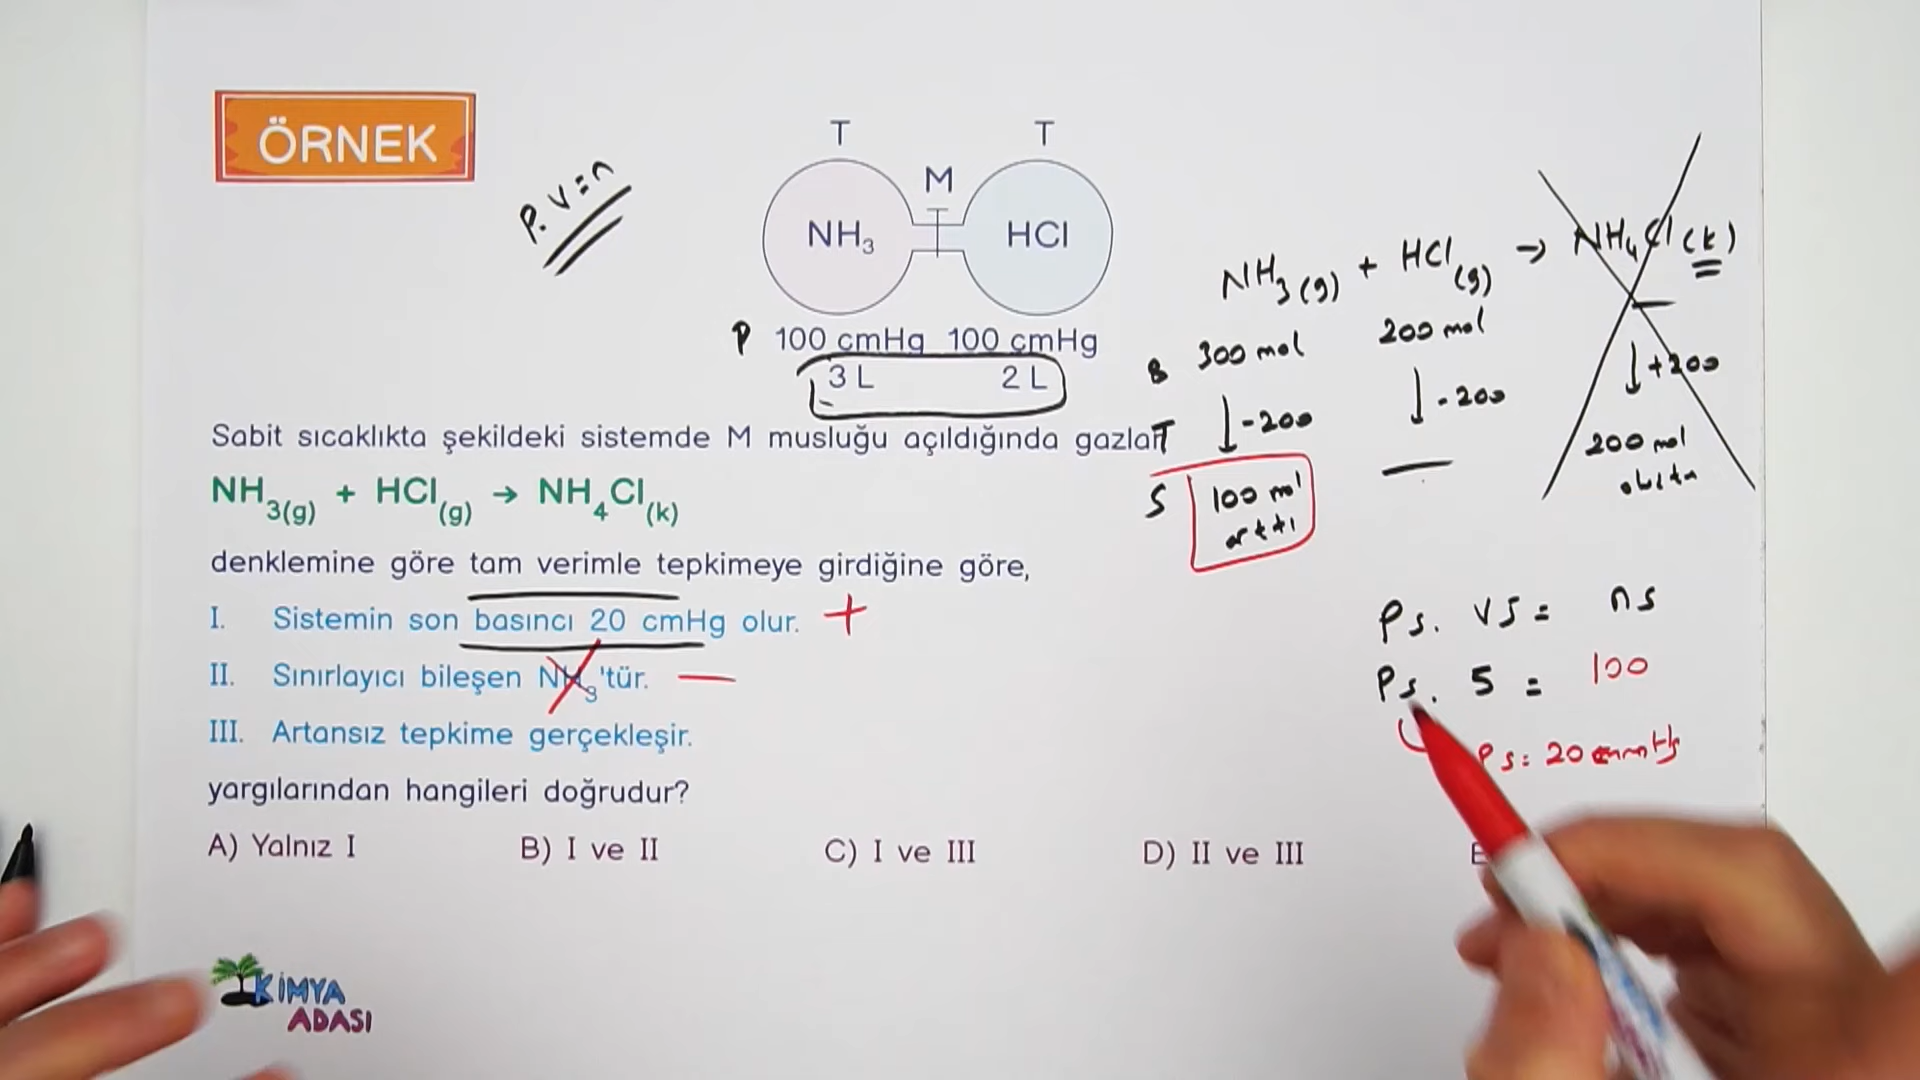 ÖRNEK
P.V=n
T T
M
NH3 HCl
P 100 cmHg 100 cmHg
3 L 2 L
NH3(g) + HCl(g) → NH4Cl(k)
B 300 mol 200 mol —
T -200 -200 +200
S 100 mol arttı — 200 mol
Sabit sıcaklıkta şekildeki sistemde M musluğu açıldığında gazlar
NH3(g) + HCl(g) → NH4Cl(k)
denklemine göre tam verimle tepkimeye girdiğine göre,
I. Sistemin son basıncı 20 cmHg olur. +
II. Sınırlayıcı bileşen NH3'tür. —
III. Artansız tepkime gerçekleşir.
yargılarından hangileri doğrudur?
A) Yalnız I B) I ve II C) I ve III D) II ve III E
Ps. Vs = ns
Ps. 5 = 100
Ps = 20 cmHg
KİMYA
ADASI